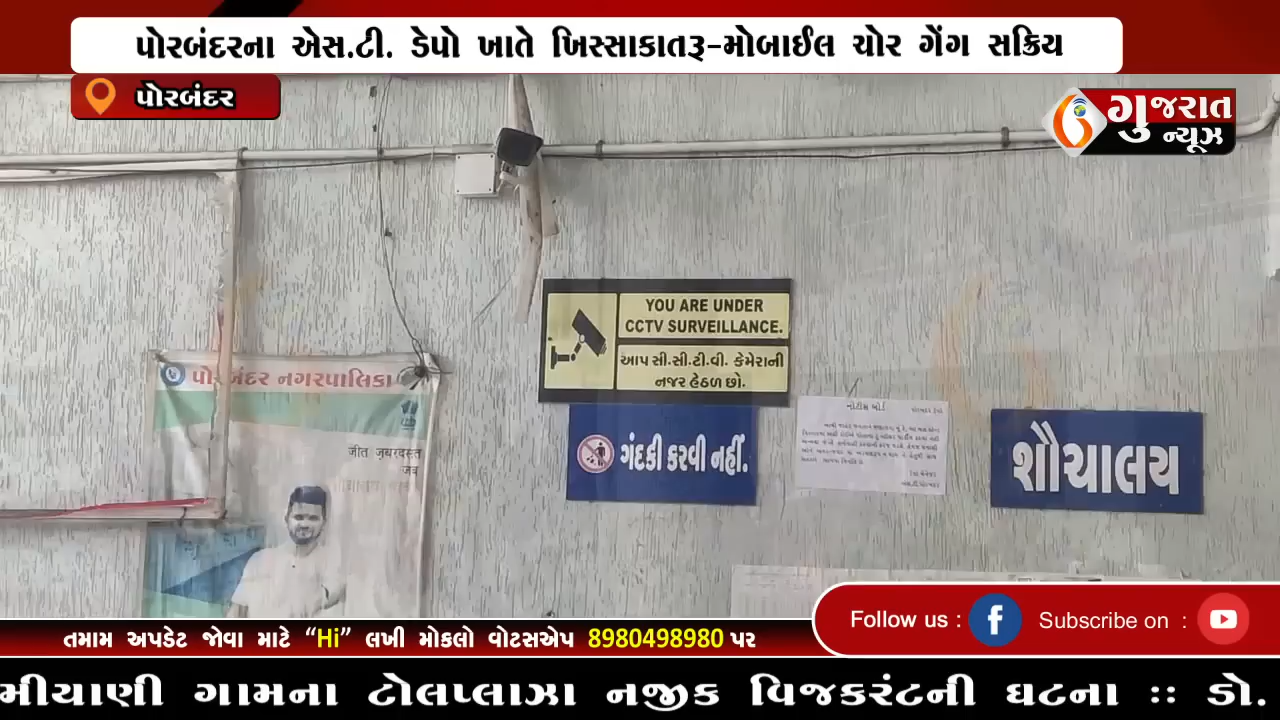 પોરબંદરના એસ.ટી. ડેપો ખાતે ખિસ્સાકાતરૂ-મોબાઈલ ચોર ગેંગ સક્રિય
પોરબંદર
ગુજરાત
ન્યૂઝ
YOU ARE UNDER
CCTV SURVEILLANCE.
આપ સી.સી.ટી.વી. કેમેરાની
નજર હેઠળ છો.
પોરબંદર નગરપાલિકા
जीत ज़बरदस्त
ગંદકી કરવી નહીં.
નોટીસ બોર્ડ
શૌચાલય
Follow us :
Subscribe on :
તમામ અપડેટ જોવા માટે “Hi” લખી મોકલો વોટસએપ 8980498980 પર
મીયાણી ગામના ટોલપ્લાઝા નજીક વિજકરંટની ઘટના :: ડો.